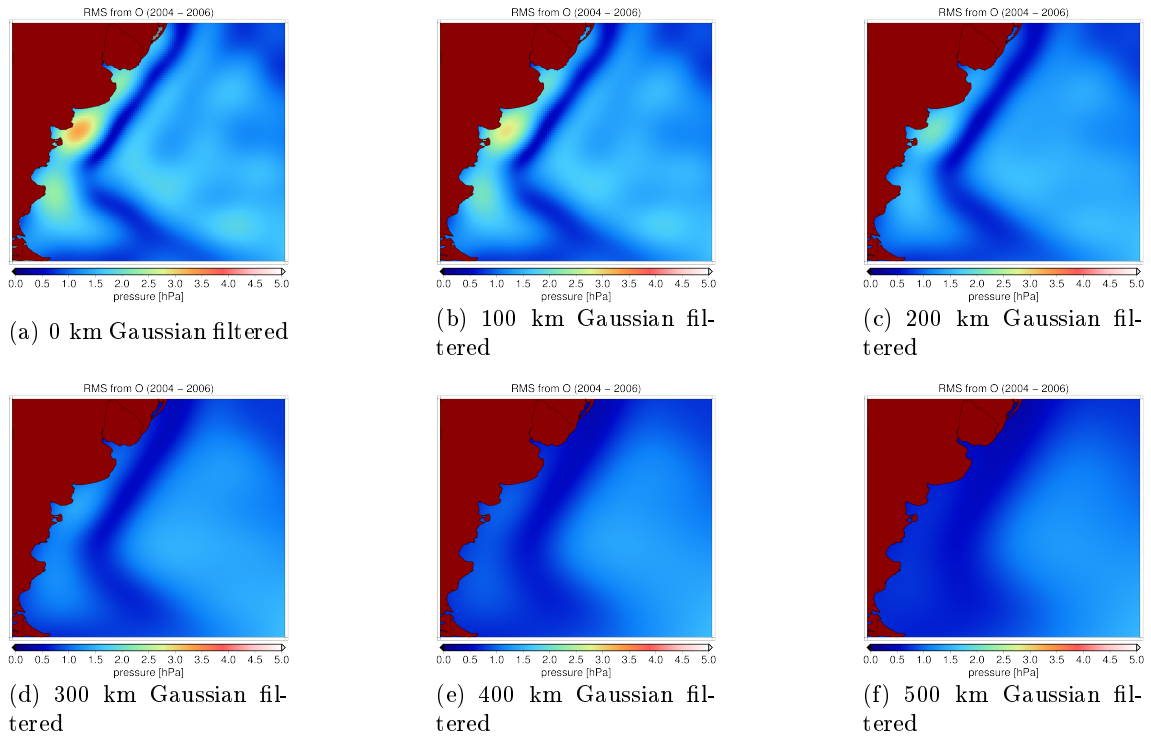 RMS from O (2004 – 2006)
0.0 0.5 1.0 1.5 2.0 2.5 3.0 3.5 4.0 4.5 5.0
pressure [hPa]
(a) 0 km Gaussian filtered
RMS from O (2004 – 2006)
0.0 0.5 1.0 1.5 2.0 2.5 3.0 3.5 4.0 4.5 5.0
pressure [hPa]
(b) 100 km Gaussian fil-
tered
RMS from O (2004 – 2006)
0.0 0.5 1.0 1.5 2.0 2.5 3.0 3.5 4.0 4.5 5.0
pressure [hPa]
(c) 200 km Gaussian fil-
tered
RMS from O (2004 – 2006)
0.0 0.5 1.0 1.5 2.0 2.5 3.0 3.5 4.0 4.5 5.0
pressure [hPa]
(d) 300 km Gaussian fil-
tered
RMS from O (2004 – 2006)
0.0 0.5 1.0 1.5 2.0 2.5 3.0 3.5 4.0 4.5 5.0
pressure [hPa]
(e) 400 km Gaussian fil-
tered
RMS from O (2004 – 2006)
0.0 0.5 1.0 1.5 2.0 2.5 3.0 3.5 4.0 4.5 5.0
pressure [hPa]
(f) 500 km Gaussian fil-
tered